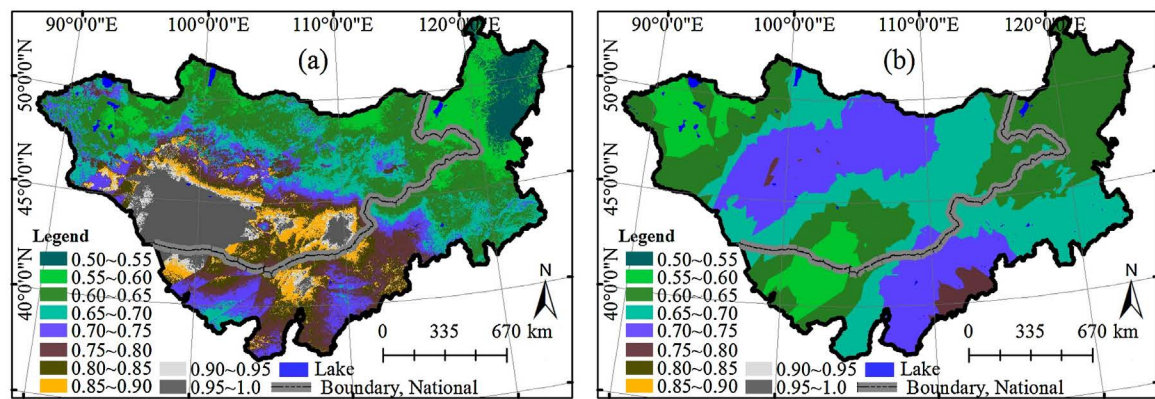 90°0'0"E 100°0'0"E 110°0'0"E 120°0'0"E
(a)
50°0'0"N
45°0'0"N
40°0'0"N
Legend
0.50~0.55
0.55~0.60
0.60~0.65
0.65~0.70
0.70~0.75
0.75~0.80
0.80~0.85
0.85~0.90
0.90~0.95
0.95~1.0
Lake
Boundary, National
N
0 335 670 km
90°0'0"E 100°0'0"E 110°0'0"E 120°0'0"E
(b)
50°0'0"N
45°0'0"N
40°0'0"N
Legend
0.50~0.55
0.55~0.60
0.60~0.65
0.65~0.70
0.70~0.75
0.75~0.80
0.80~0.85
0.85~0.90
0.90~0.95
0.95~1.0
Lake
Boundary, National
N
0 335 670 km